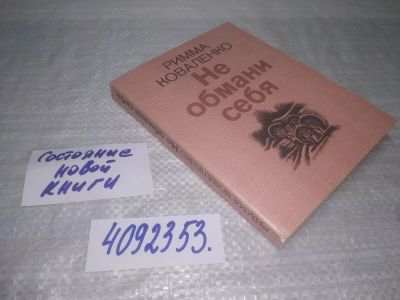 РИММА
КОВАЛЕНКО
Не
обмани
себя
Состояние
новой
книги
4092353.